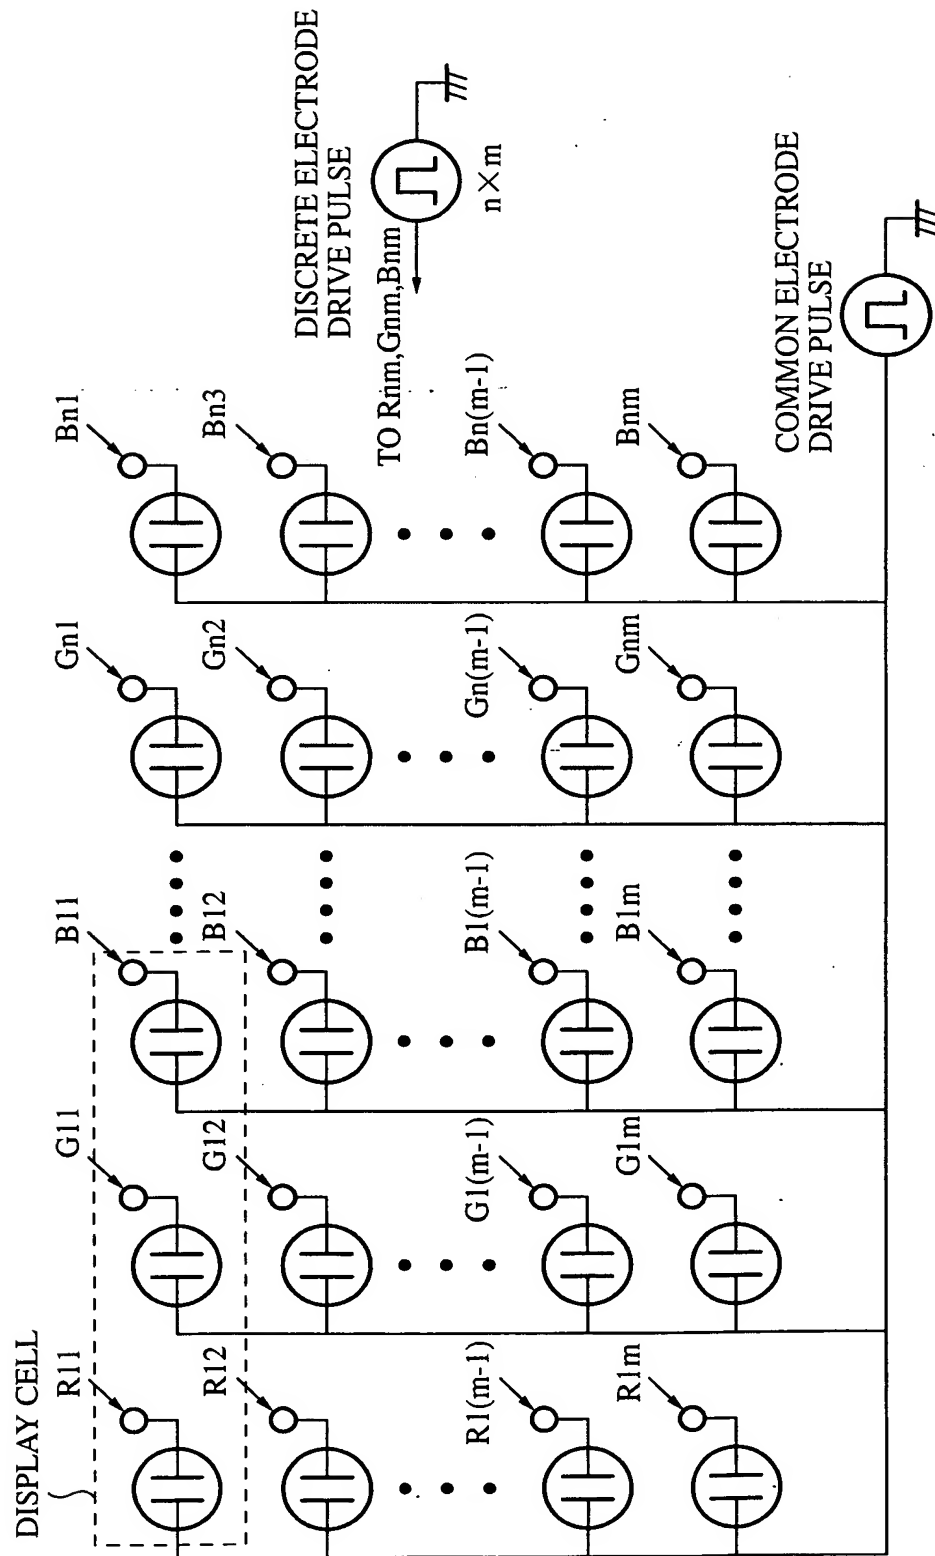 DISPLAY CELL
R11
G11
B11
Gn1
Bn1
R12
G12
B12
Gn2
Bn3
R1(m-1)
G1(m-1)
B1(m-1)
Gn(m-1)
Bn(m-1)
R1m
G1m
B1m
Gnm
Bnm
DISCRETE ELECTRODE
DRIVE PULSE
TO Rnm,Gnm,Bnm
n×m
COMMON ELECTRODE
DRIVE PULSE